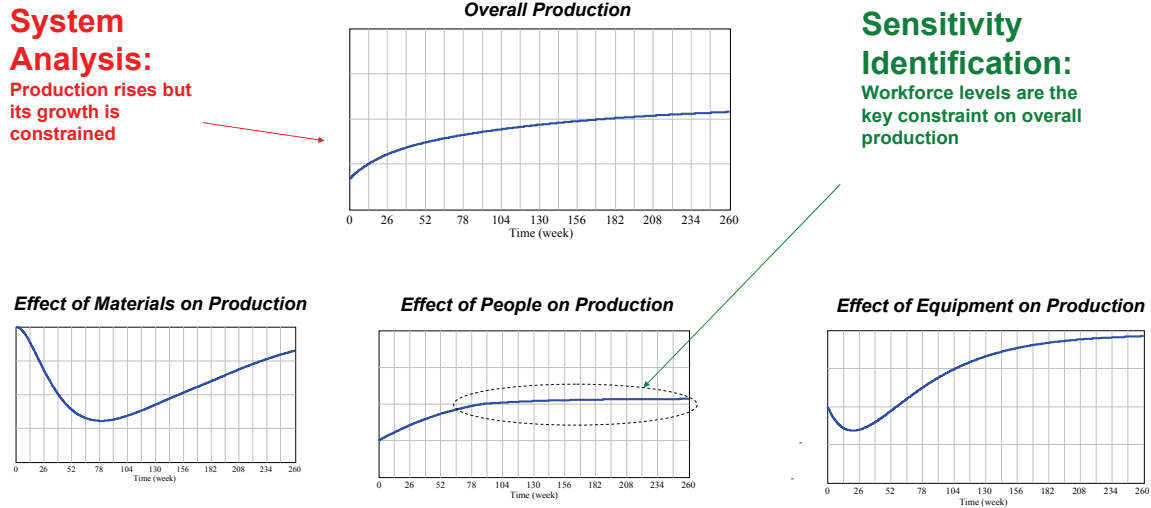 System
Analysis:
Production rises but
its growth is
constrained
Overall Production
0 26 52 78 104 130 156 182 208 234 260
Time (week)
Sensitivity
Identification:
Workforce levels are the
key constraint on overall
production
Effect of Materials on Production
0 26 52 78 104 130 156 182 208 234 260
Time (week)
Effect of People on Production
0 26 52 78 104 130 156 182 208 234 260
Time (week)
Effect of Equipment on Production
0 26 52 78 104 130 156 182 208 234 260
Time (week)